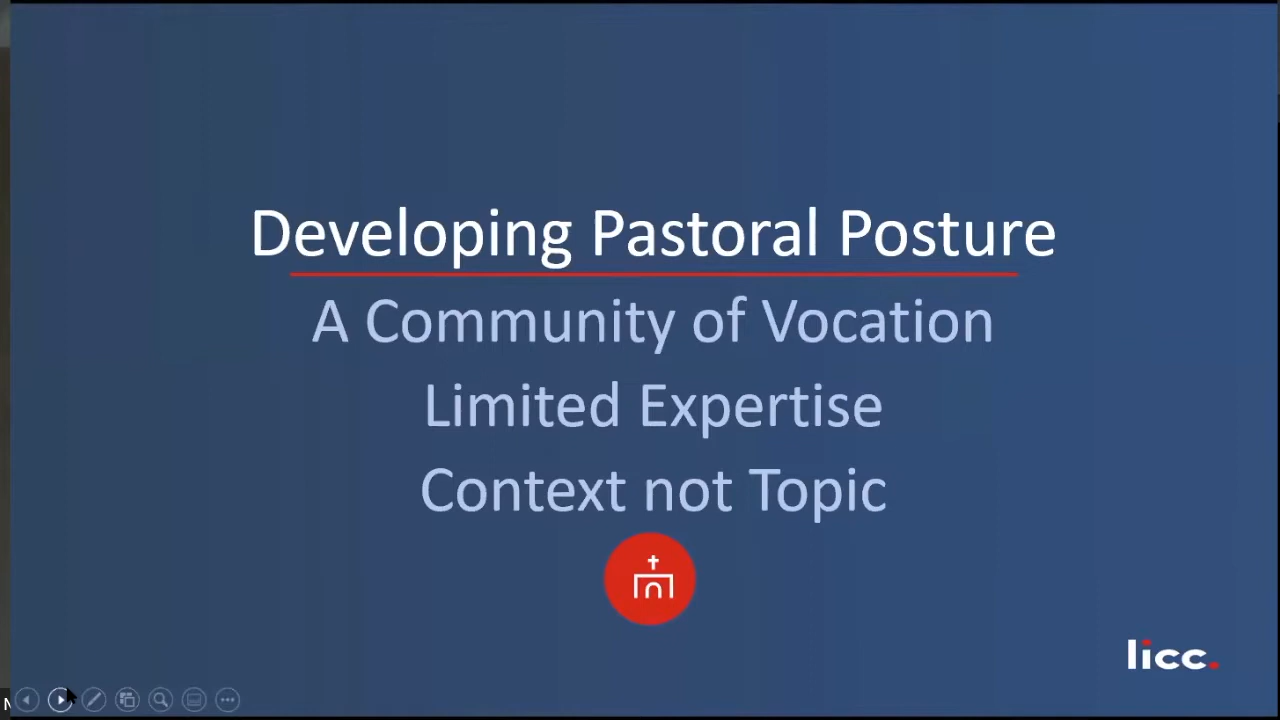 Developing Pastoral Posture
A Community of Vocation
Limited Expertise
Context not Topic
licc.
N